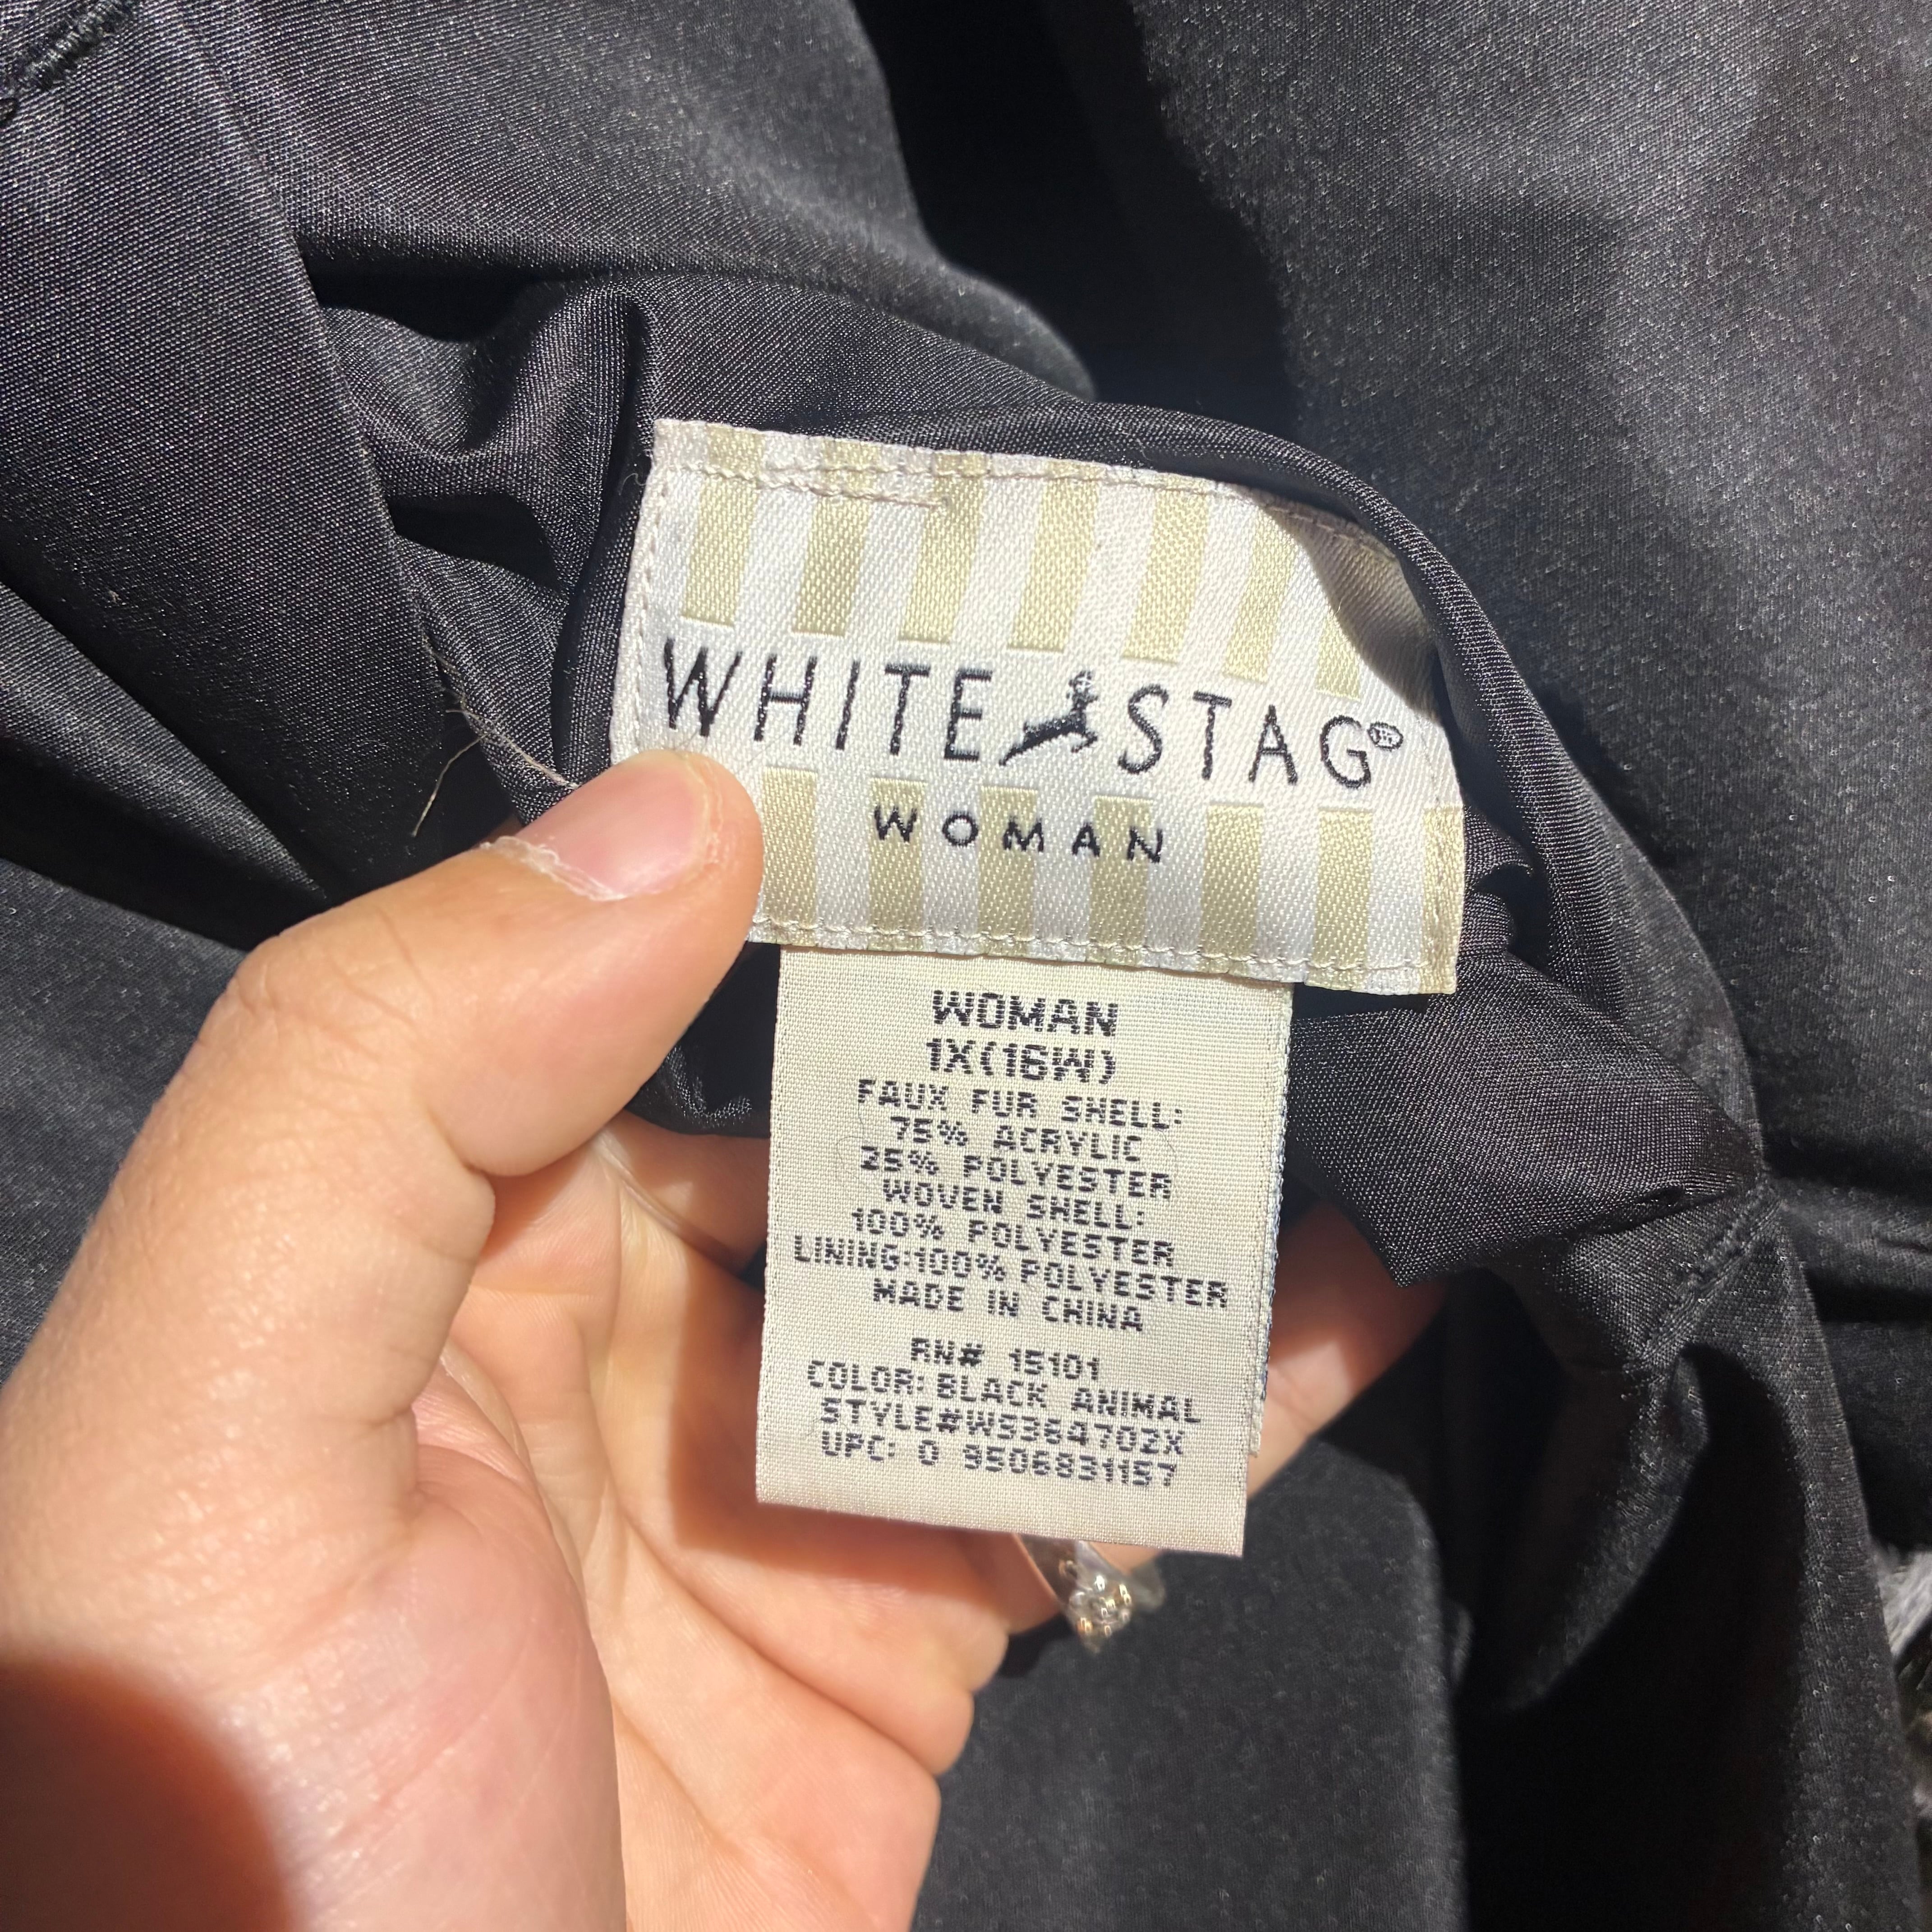 WHITE STAG®
WOMAN
WOMAN
1X(16W)
FAUX FUR SHELL:
75% ACRYLIC
25% POLYESTER
WOVEN SHELL:
100% POLYESTER
LINING:100% POLYESTER
MADE IN CHINA
RN# 15101
COLOR: BLACK ANIMAL
STYLE#WS364702X
UPC: 0 9506831157